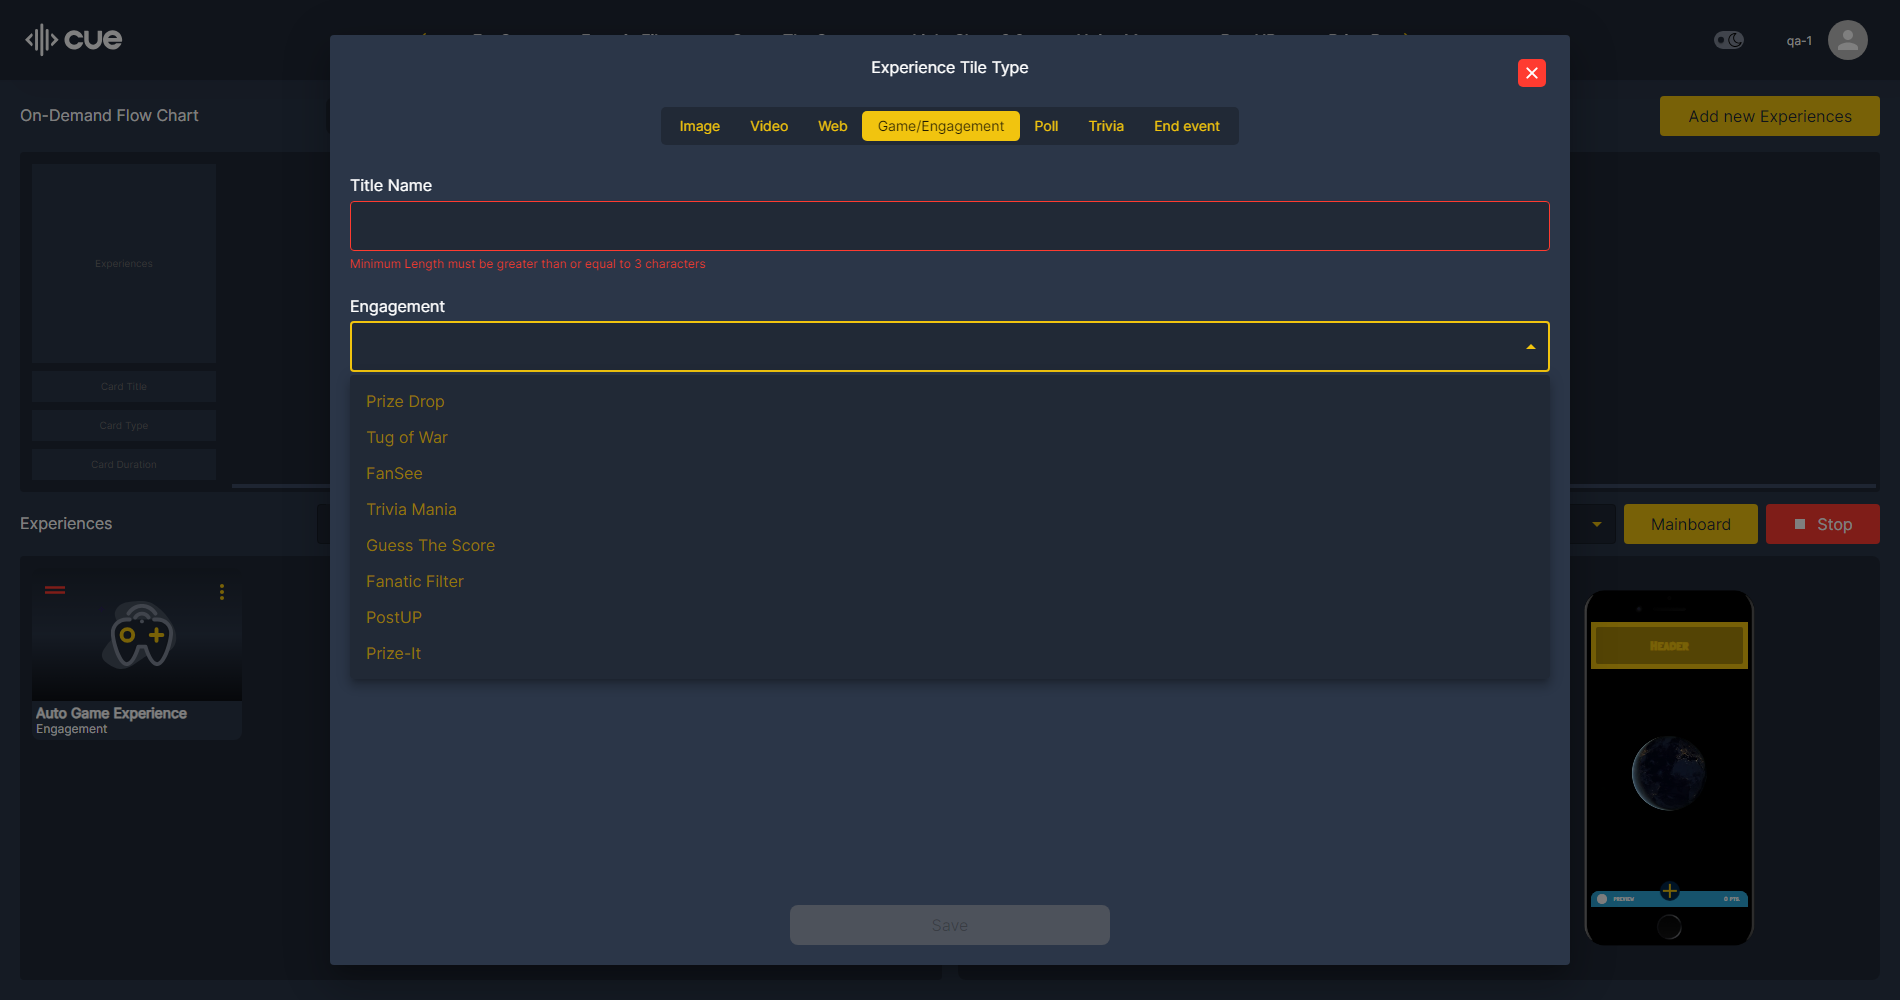 cue
qa-1
Experience Tile Type
On-Demand Flow Chart
Add new Experiences
Image Video Web Game/Engagement Poll Trivia End event
Title Name
Minimum Length must be greater than or equal to 3 characters
Experiences
Engagement
Card Title
Card Type
Card Duration
Prize Drop
Tug of War
FanSee
Trivia Mania
Guess The Score
Fanatic Filter
PostUP
Prize-It
Experiences
Mainboard
Stop
Auto Game Experience
Engagement
Header
PREVIEW
0 PTS.
Save